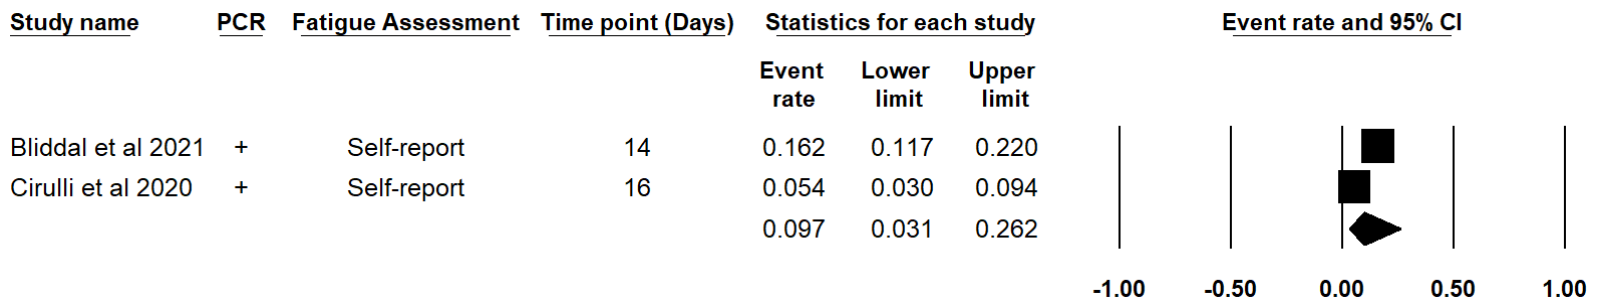 Study name PCR Fatigue Assessment Time point (Days) Statistics for each study Event rate and 95% CI
Event Lower Upper
rate limit limit
Bliddal et al 2021 + Self-report 14 0.162 0.117 0.220
Cirulli et al 2020 + Self-report 16 0.054 0.030 0.094
0.097 0.031 0.262
-1.00 -0.50 0.00 0.50 1.00